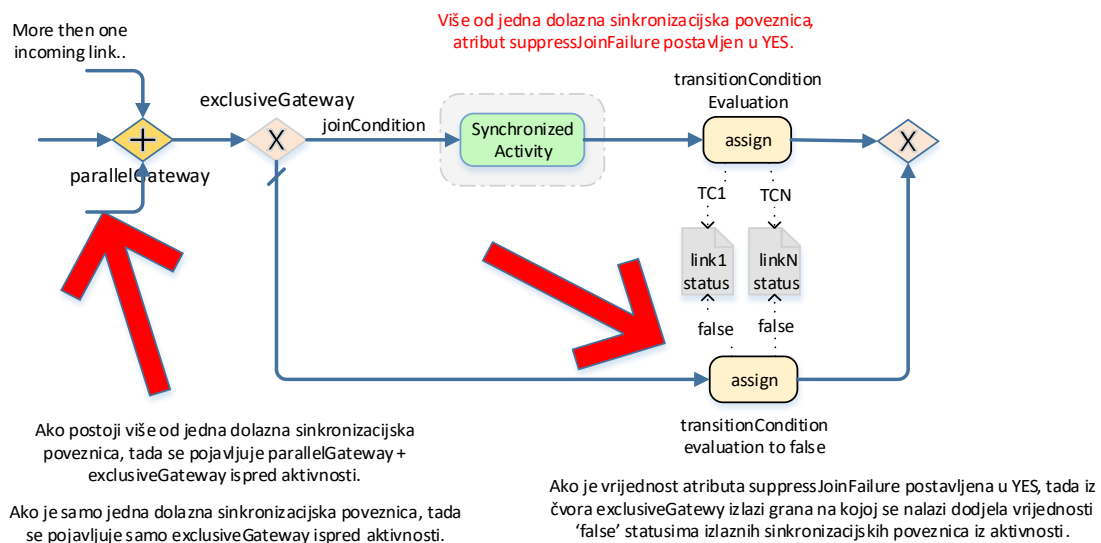 More then one
incoming link..
Više od jedna dolazna sinkronizacijska poveznica,
atribut suppressJoinFailure postavljen u YES.
transitionCondition
Evaluation
exclusiveGateway
joinCondition
Synchronized
Activity
assign
X
X
parallelGateway
TC1
TCN
link1
status
linkN
status
false
false
assign
transitionCondition
evaluation to false
Ako postoji više od jedna dolazna sinkronizacijska
poveznica, tada se pojavljuje parallelGateway +
exclusiveGateway ispred aktivnosti.
Ako je samo jedna dolazna sinkronizacijska poveznica, tada
se pojavljuje samo exclusiveGateway ispred aktivnosti.
Ako je vrijednost atributa suppressJoinFailure postavljena u YES, tada iz
čvora exclusiveGatewy izlazi grana na kojoj se nalazi dodjela vrijednosti
‘false’ statusima izlaznih sinkronizacijskih poveznica iz aktivnosti.